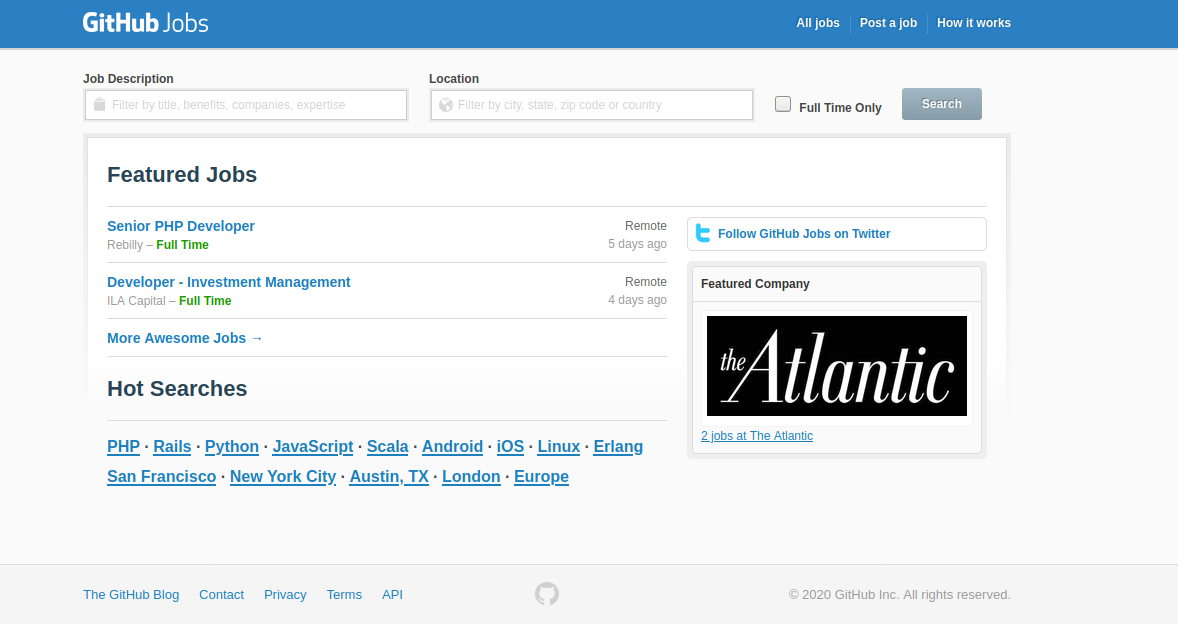 GitHub Jobs
All jobs Post a job How it works
Job Description
Filter by title, benefits, companies, expertise
Location
Filter by city, state, zip code or country
Full Time Only
Search
Featured Jobs
Senior PHP Developer
Remote
Rebilly – Full Time
5 days ago
Developer - Investment Management
Remote
ILA Capital – Full Time
4 days ago
More Awesome Jobs →
Hot Searches
PHP · Rails · Python · JavaScript · Scala · Android · iOS · Linux · Erlang
San Francisco · New York City · Austin, TX · London · Europe
Follow GitHub Jobs on Twitter
Featured Company
the Atlantic
2 jobs at The Atlantic
The GitHub Blog Contact Privacy Terms API
© 2020 GitHub Inc. All rights reserved.